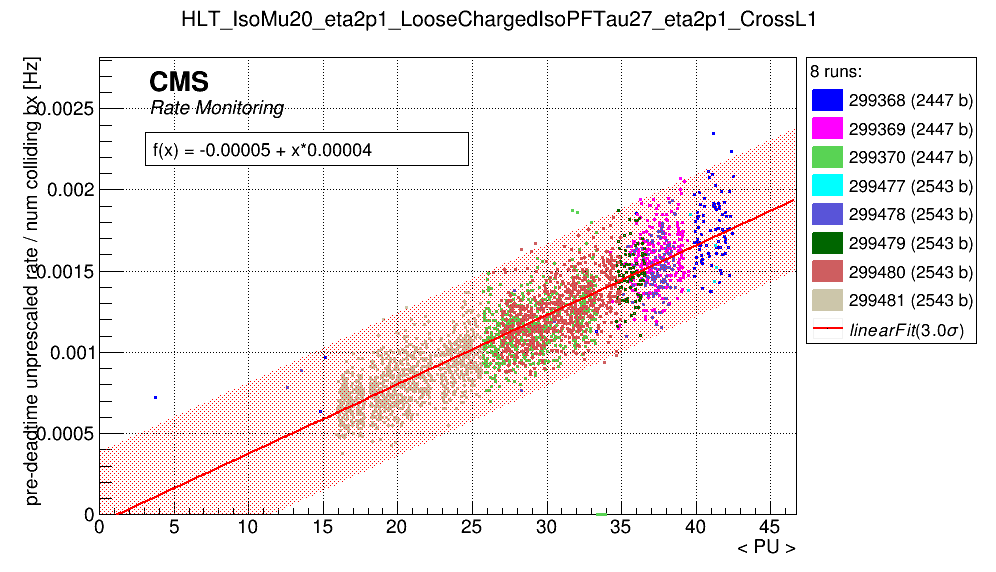 HLT_IsoMu20_eta2p1_LooseChargedIsoPFTau27_eta2p1_CrossL1
pre-deadtime unprescaled rate / num colliding bx [Hz]
CMS
Rate Monitoring
f(x) = -0.00005 + x*0.00004
0.0025
0.002
0.0015
0.001
0.0005
0
0 5 10 15 20 25 30 35 40 45
< PU >
8 runs:
299368 (2447 b)
299369 (2447 b)
299370 (2447 b)
299477 (2543 b)
299478 (2543 b)
299479 (2543 b)
299480 (2543 b)
299481 (2543 b)
linearFit(3.0σ)